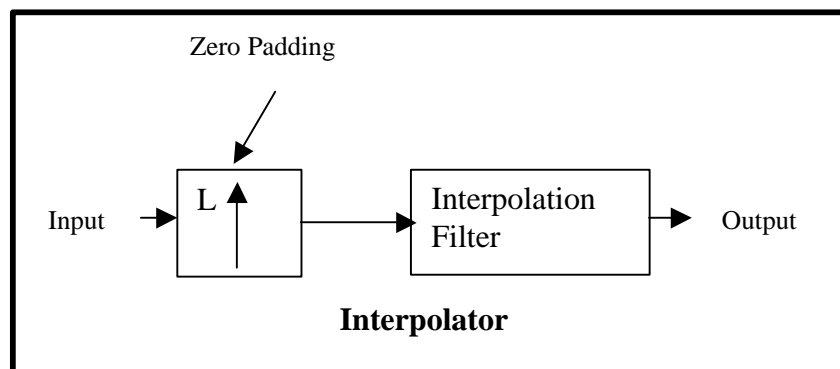 Zero Padding
L
Input
Interpolation
Filter
Output
Interpolator